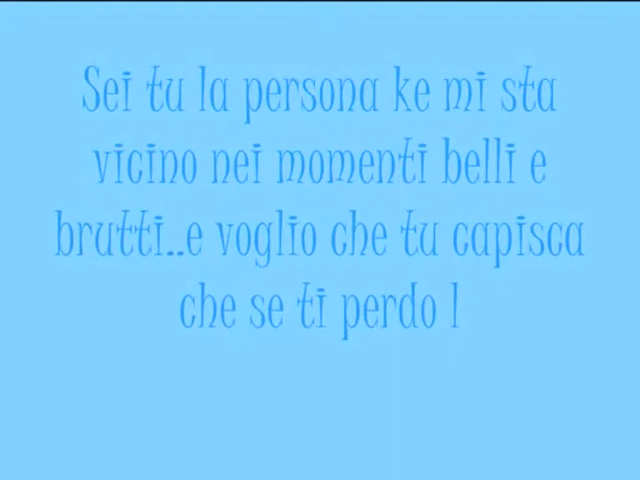 Sei tu la persona ke mi sta
vicino nei momenti belli e
brutti..e voglio che tu capisca
che se ti perdo l